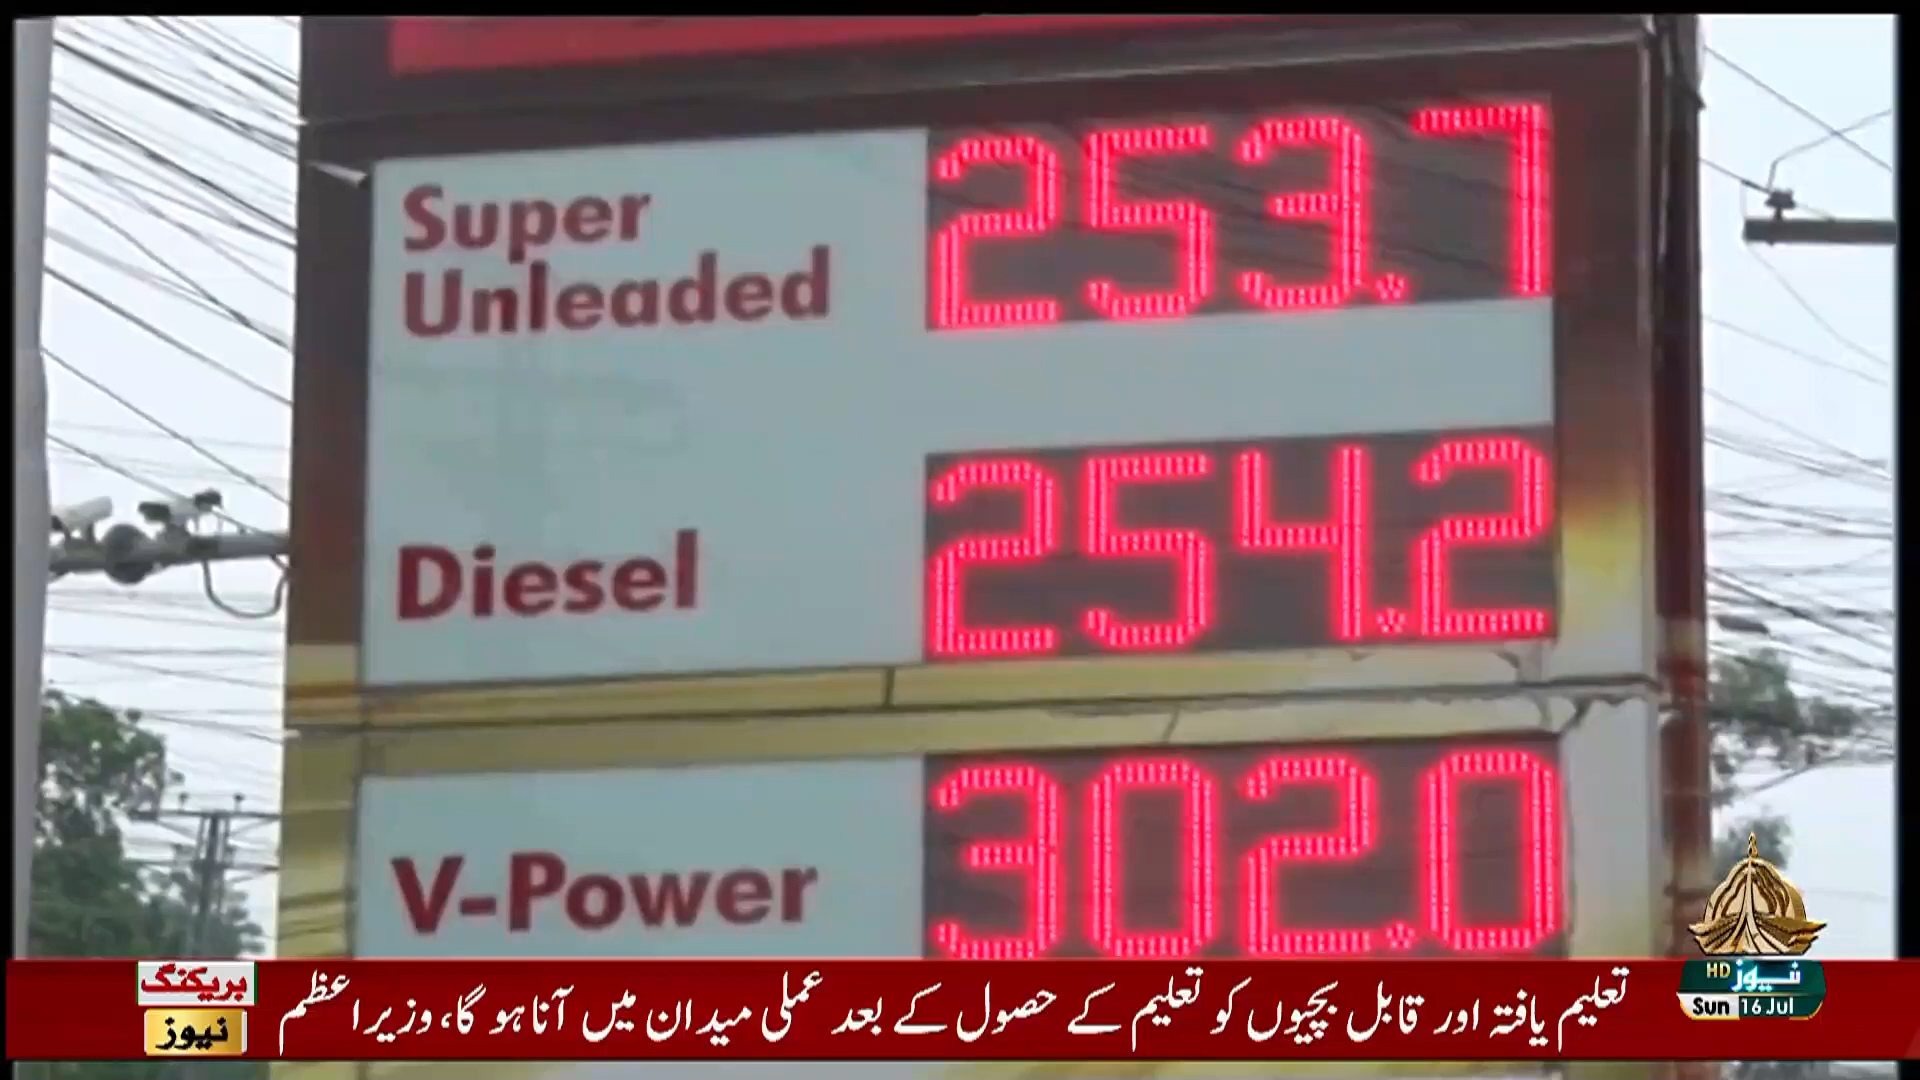 Super
Unleaded
253.7
Diesel
254.2
V-Power
302.0
بریکنگ
نیوز
تعلیم یافتہ اور قابل بچیوں کو تعلیم کے حصول کے بعد عملی میدان میں آنا ہو گا، وزیراعظم
HD نیوز
Sun 16 Jul